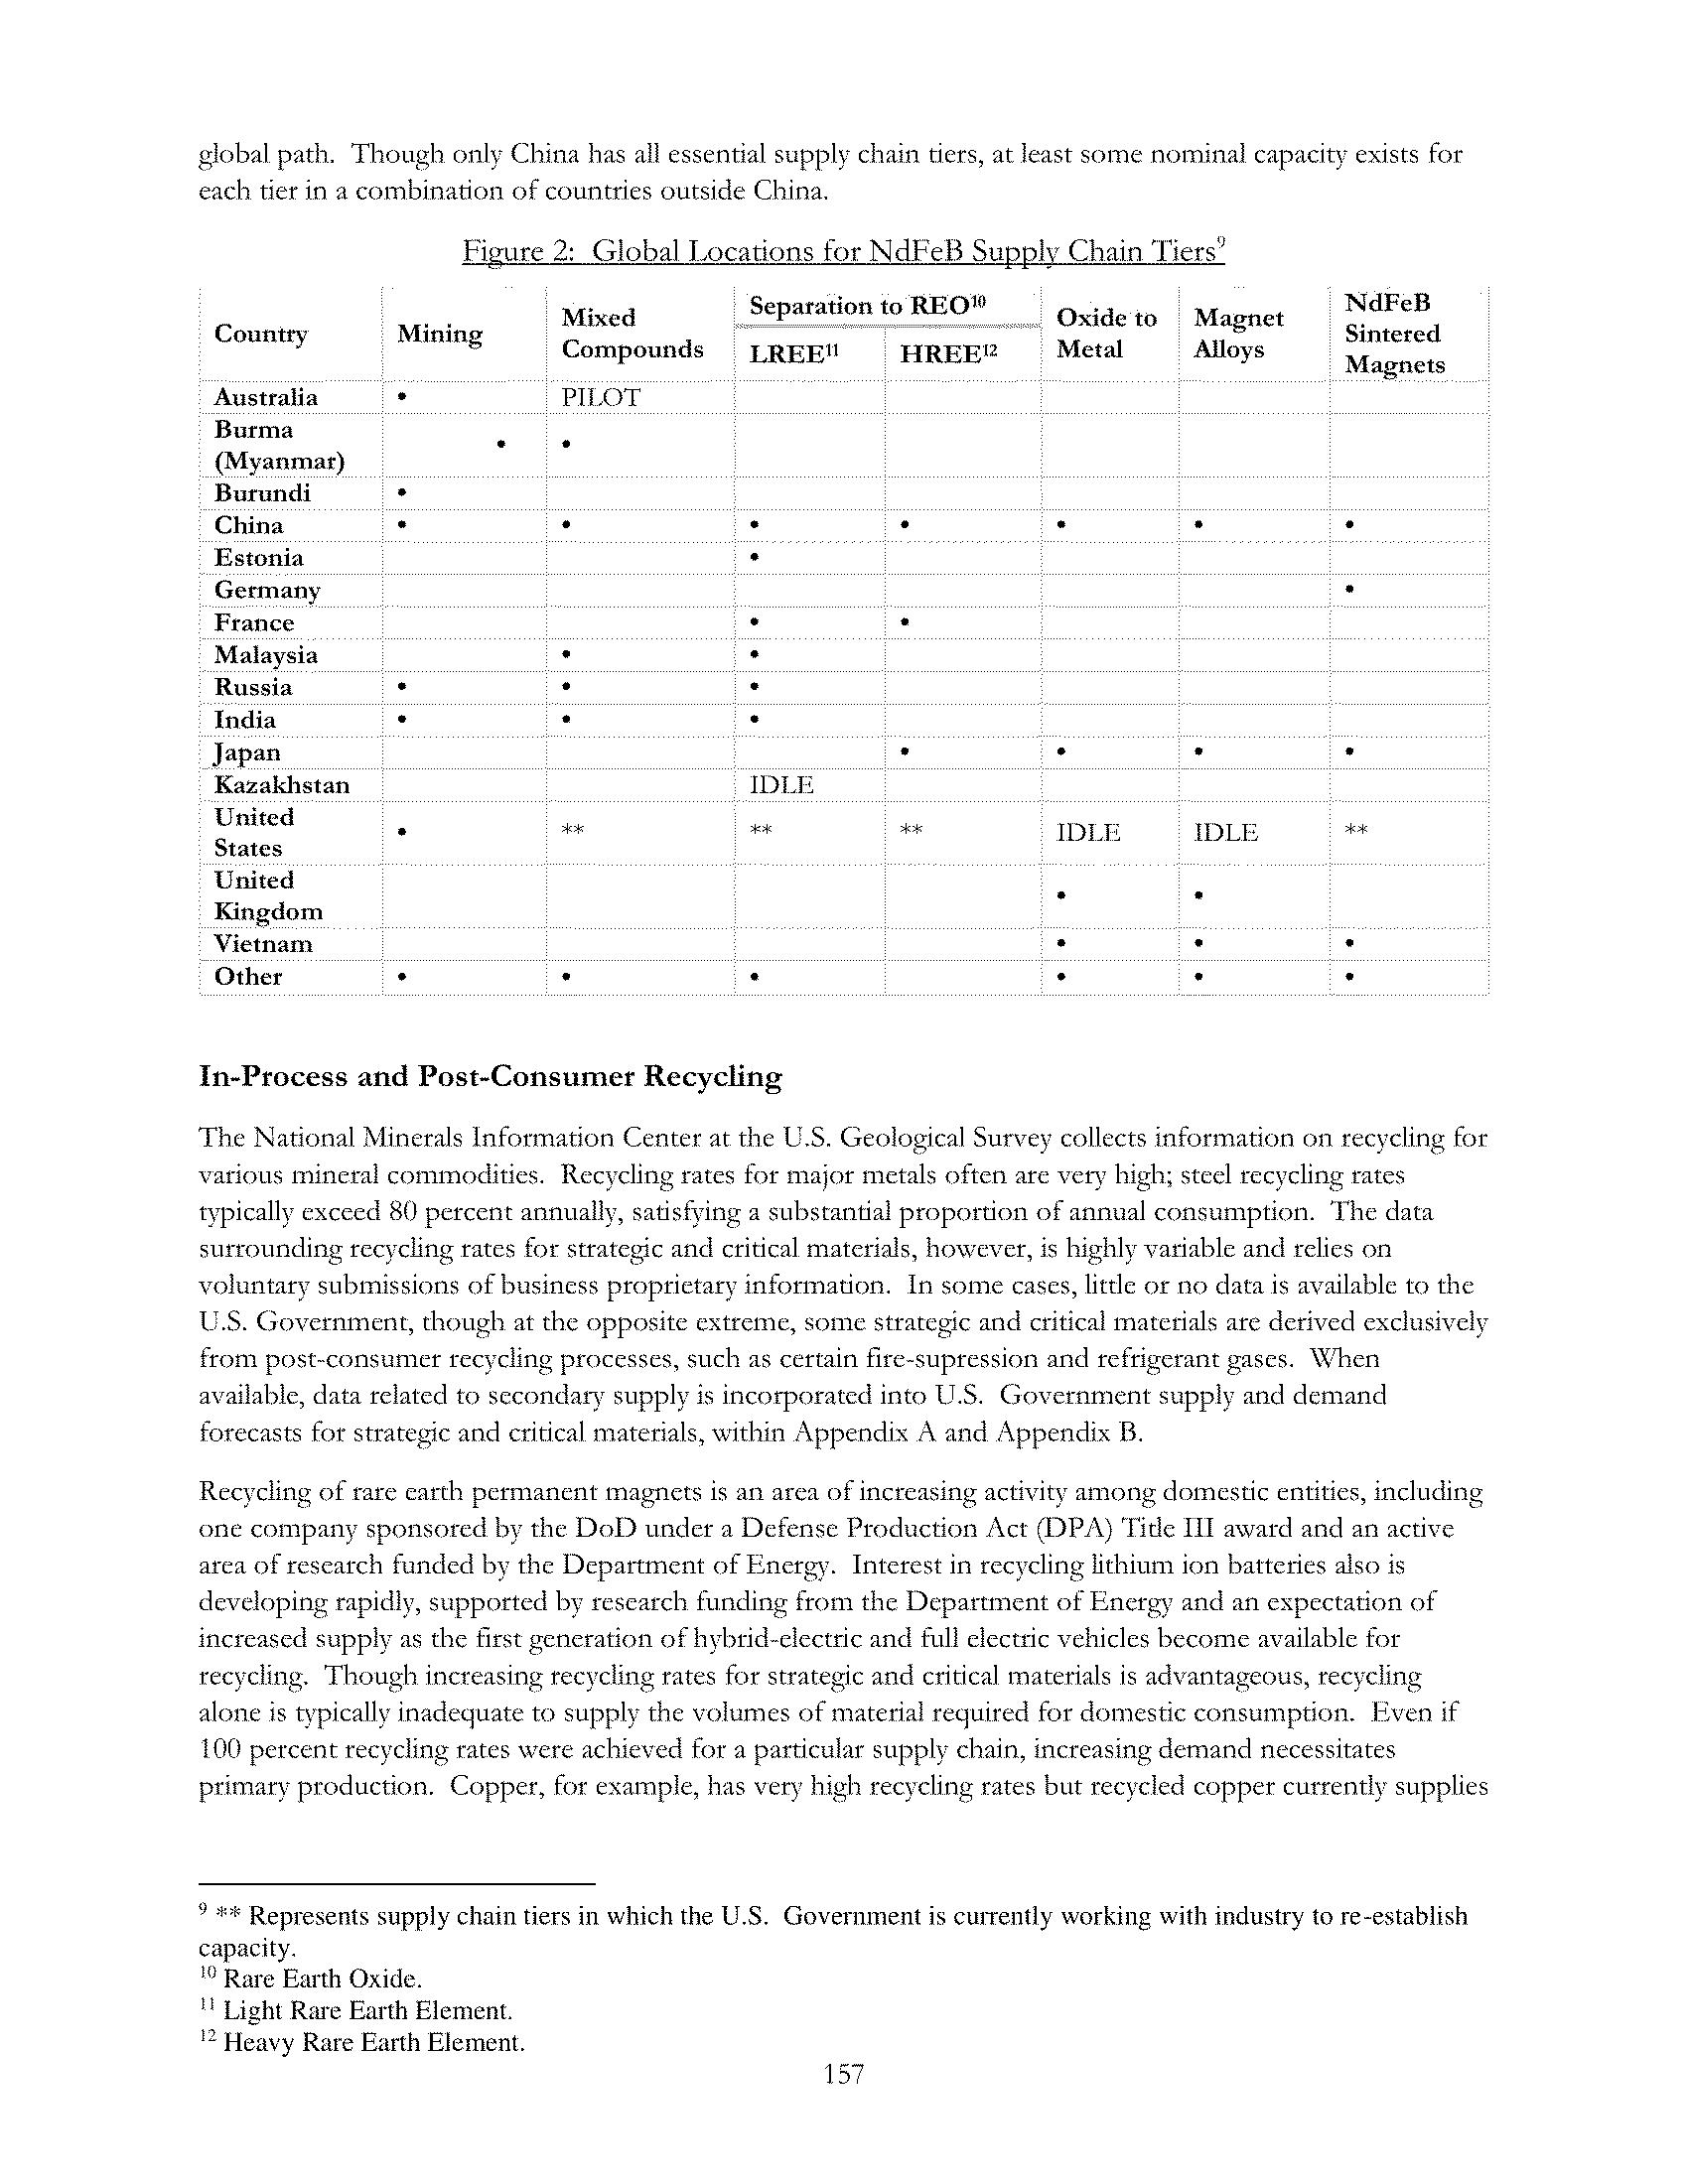 global path.  Though only China has all essential supply chain tiers, at least some nominal capacity exists for
each tier in a combination of countries outside China.
Figure 2:  Global Locations for NdFeB Supply Chain Tiers⁹
Country Mining Mixed Compounds Separation to REO¹⁰ LREE¹¹ HREE¹² Oxide to Metal Magnet Alloys NdFeB Sintered Magnets
Australia • PILOT
Burma
(Myanmar) • •
Burundi •
China • • • • • • •
Estonia •
Germany •
France • •
Malaysia • •
Russia • • •
India • • •
Japan • • • •
Kazakhstan IDLE
United
States • ** ** ** IDLE IDLE **
United
Kingdom • •
Vietnam • • •
Other • • • • • •
In-Process and Post-Consumer Recycling
The National Minerals Information Center at the U.S. Geological Survey collects information on recycling for
various mineral commodities.  Recycling rates for major metals often are very high; steel recycling rates
typically exceed 80 percent annually, satisfying a substantial proportion of annual consumption.  The data
surrounding recycling rates for strategic and critical materials, however, is highly variable and relies on
voluntary submissions of business proprietary information.  In some cases, little or no data is available to the
U.S. Government, though at the opposite extreme, some strategic and critical materials are derived exclusively
from post-consumer recycling processes, such as certain fire-supression and refrigerant gases.  When
available, data related to secondary supply is incorporated into U.S.  Government supply and demand
forecasts for strategic and critical materials, within Appendix A and Appendix B.
Recycling of rare earth permanent magnets is an area of increasing activity among domestic entities, including
one company sponsored by the DoD under a Defense Production Act (DPA) Title III award and an active
area of research funded by the Department of Energy.  Interest in recycling lithium ion batteries also is
developing rapidly, supported by research funding from the Department of Energy and an expectation of
increased supply as the first generation of hybrid-electric and full electric vehicles become available for
recycling.  Though increasing recycling rates for strategic and critical materials is advantageous, recycling
alone is typically inadequate to supply the volumes of material required for domestic consumption.  Even if
100 percent recycling rates were achieved for a particular supply chain, increasing demand necessitates
primary production.  Copper, for example, has very high recycling rates but recycled copper currently supplies
⁹ ** Represents supply chain tiers in which the U.S.  Government is currently working with industry to re-establish
capacity.
¹⁰ Rare Earth Oxide.
¹¹ Light Rare Earth Element.
¹² Heavy Rare Earth Element.
157